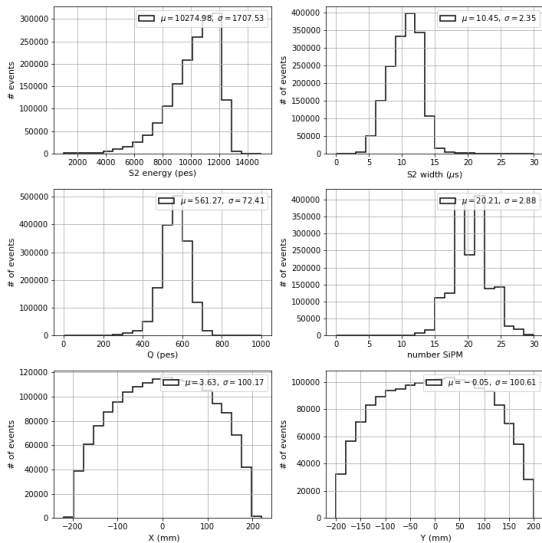 300000
250000
200000
150000
100000
50000
0
# events
μ = 10274.98, σ = 1707.53
2000 4000 6000 8000 10000 12000 14000
S2 energy (pes)
400000
350000
300000
250000
200000
150000
100000
50000
0
# of events
μ = 10.45, σ = 2.35
0 5 10 15 20 25 30
S2 width (μs)
500000
400000
300000
200000
100000
0
# of events
μ = 561.27, σ = 72.41
0 200 400 600 800 1000
Q (pes)
400000
350000
300000
250000
200000
150000
100000
50000
0
# of events
μ = 20.21, σ = 2.88
0 5 10 15 20 25 30
number SiPM
120000
100000
80000
60000
40000
20000
0
# of events
μ = 3.63, σ = 100.17
−200 −100 0 100 200
X (mm)
100000
80000
60000
40000
20000
0
# of events
μ = −0.05, σ = 100.61
−200 −150 −100 −50 0 50 100 150 200
Y (mm)